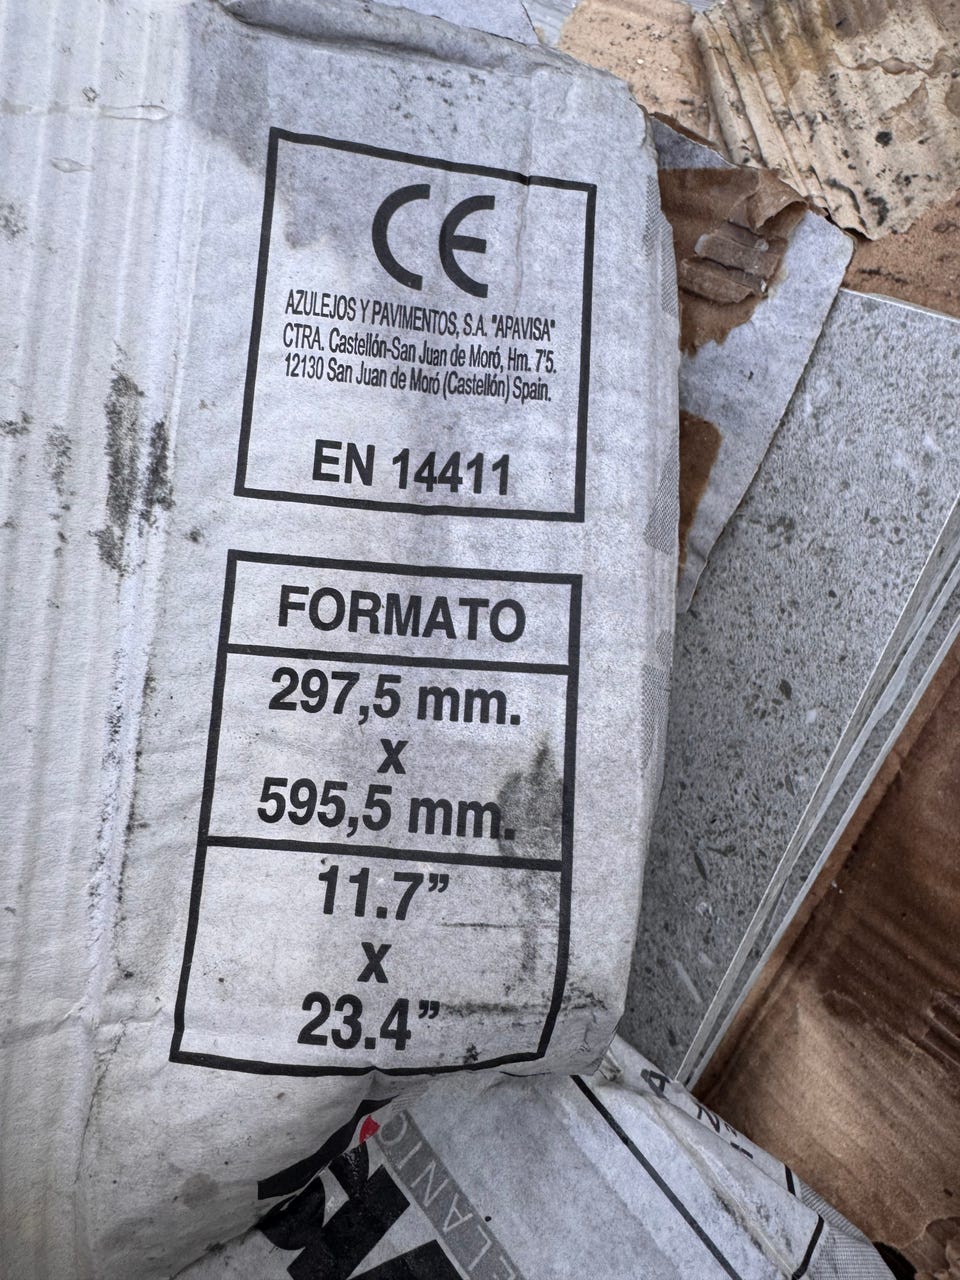 CE
AZULEJOS Y PAVIMENTOS, S.A. "APAVISA"
CTRA. Castellón-San Juan de Moró, Hm. 7'5.
12130 San Juan de Moró (Castellón) Spain.
EN 14411
FORMATO
297,5 mm.
x
595,5 mm.
11.7”
x
23.4”